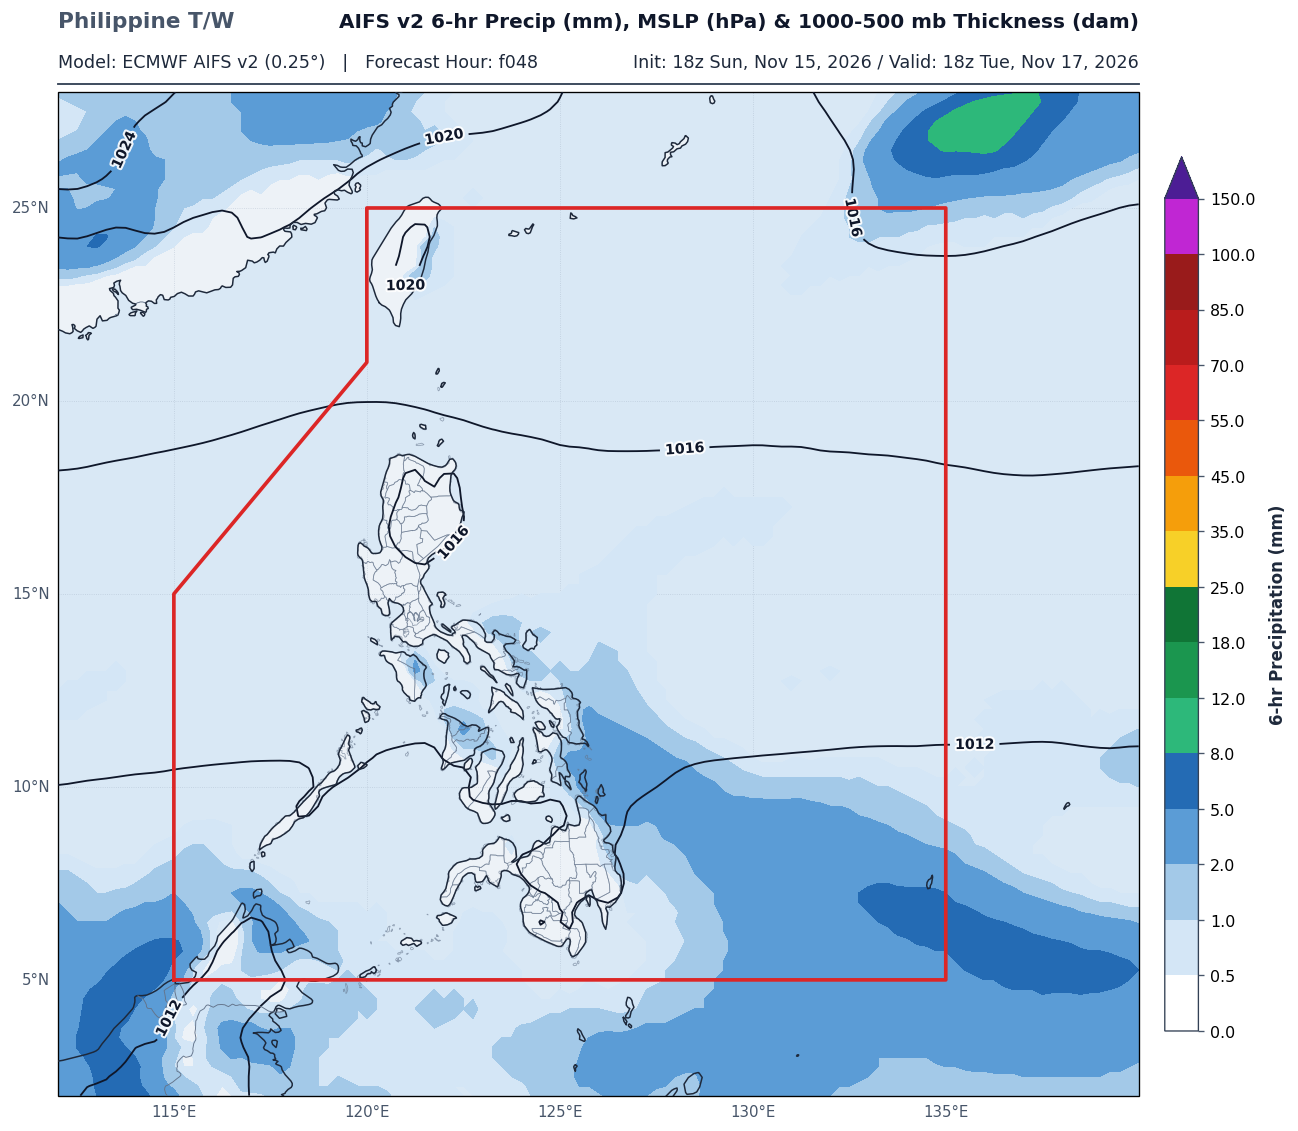 Philippine T/W
AIFS v2 6-hr Precip (mm), MSLP (hPa) & 1000-500 mb Thickness (dam)
Model: ECMWF AIFS v2 (0.25°) | Forecast Hour: f048
Init: 18z Sun, Nov 15, 2026 / Valid: 18z Tue, Nov 17, 2026
1024
1020
1016
1020
1016
1016
1012
1012
25°N
20°N
15°N
10°N
5°N
115°E
120°E
125°E
130°E
135°E
150.0
100.0
85.0
70.0
55.0
45.0
35.0
25.0
18.0
12.0
8.0
5.0
2.0
1.0
0.5
0.0
6-hr Precipitation (mm)